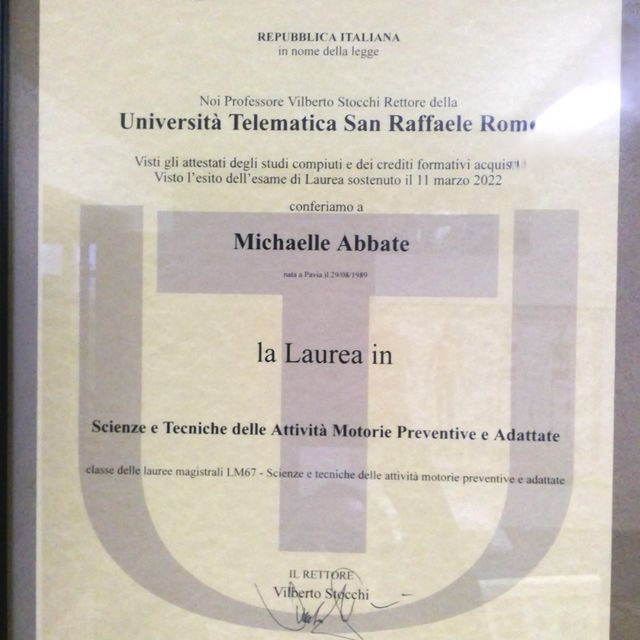 REPUBBLICA ITALIANA
in nome della legge
Noi Professore Vilberto Stocchi Rettore della
Università Telematica San Raffaele Roma
Visti gli attestati degli studi compiuti e dei crediti formativi acquisiti
Visto l'esito dell'esame di Laurea sostenuto il 11 marzo 2022
conferiamo a
Michaelle Abbate
nata a Pavia il 29/08/1989
la Laurea in
Scienze e Tecniche delle Attività Motorie Preventive e Adattate
classe delle lauree magistrali LM67 - Scienze e tecniche delle attività motorie preventive e adattate
IL RETTORE
Vilberto Stocchi